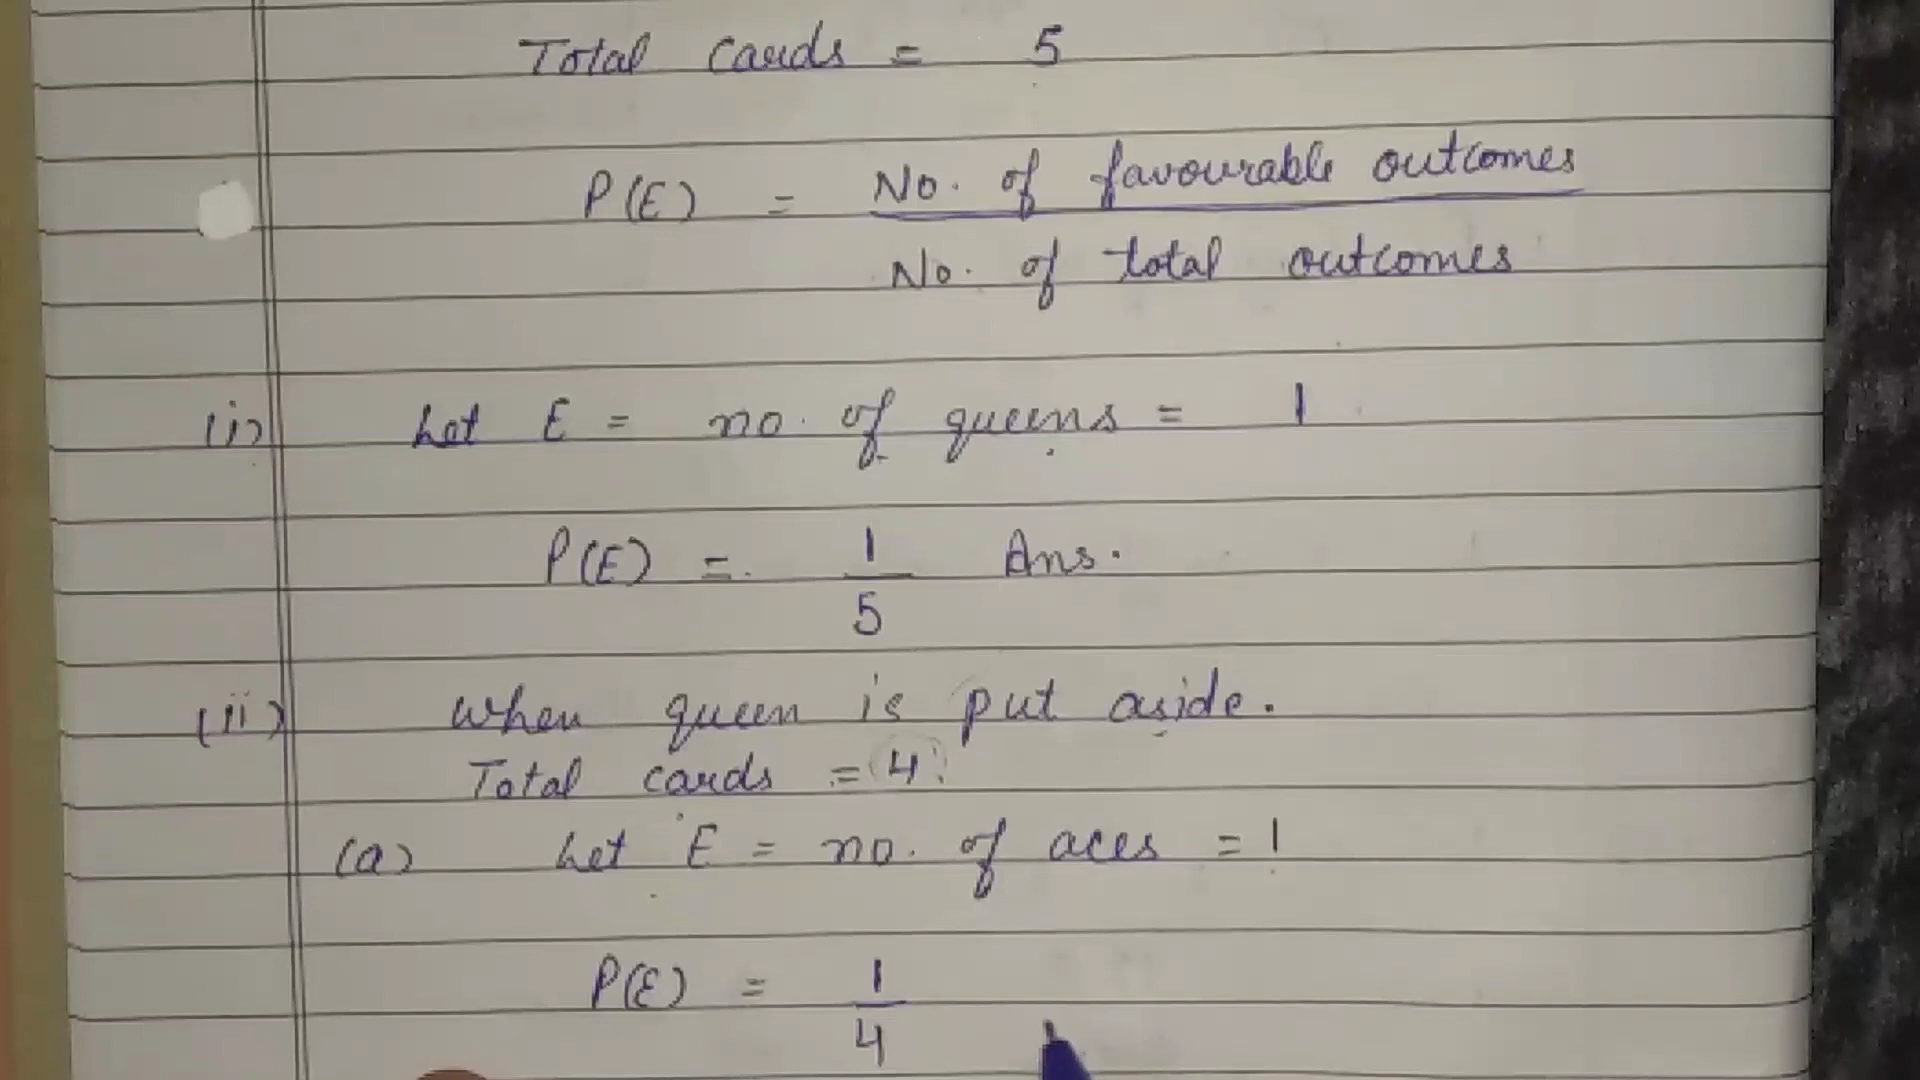 Total cards = 5
P(E) = No. of favourable outcomes
No. of total outcomes
(i) Let E = no. of queens = 1
P(E) = 1 Ans.
5
(ii) When queen is put aside.
Total cards = 4.
(a) Let E = no. of aces = 1
P(E) = 1
4